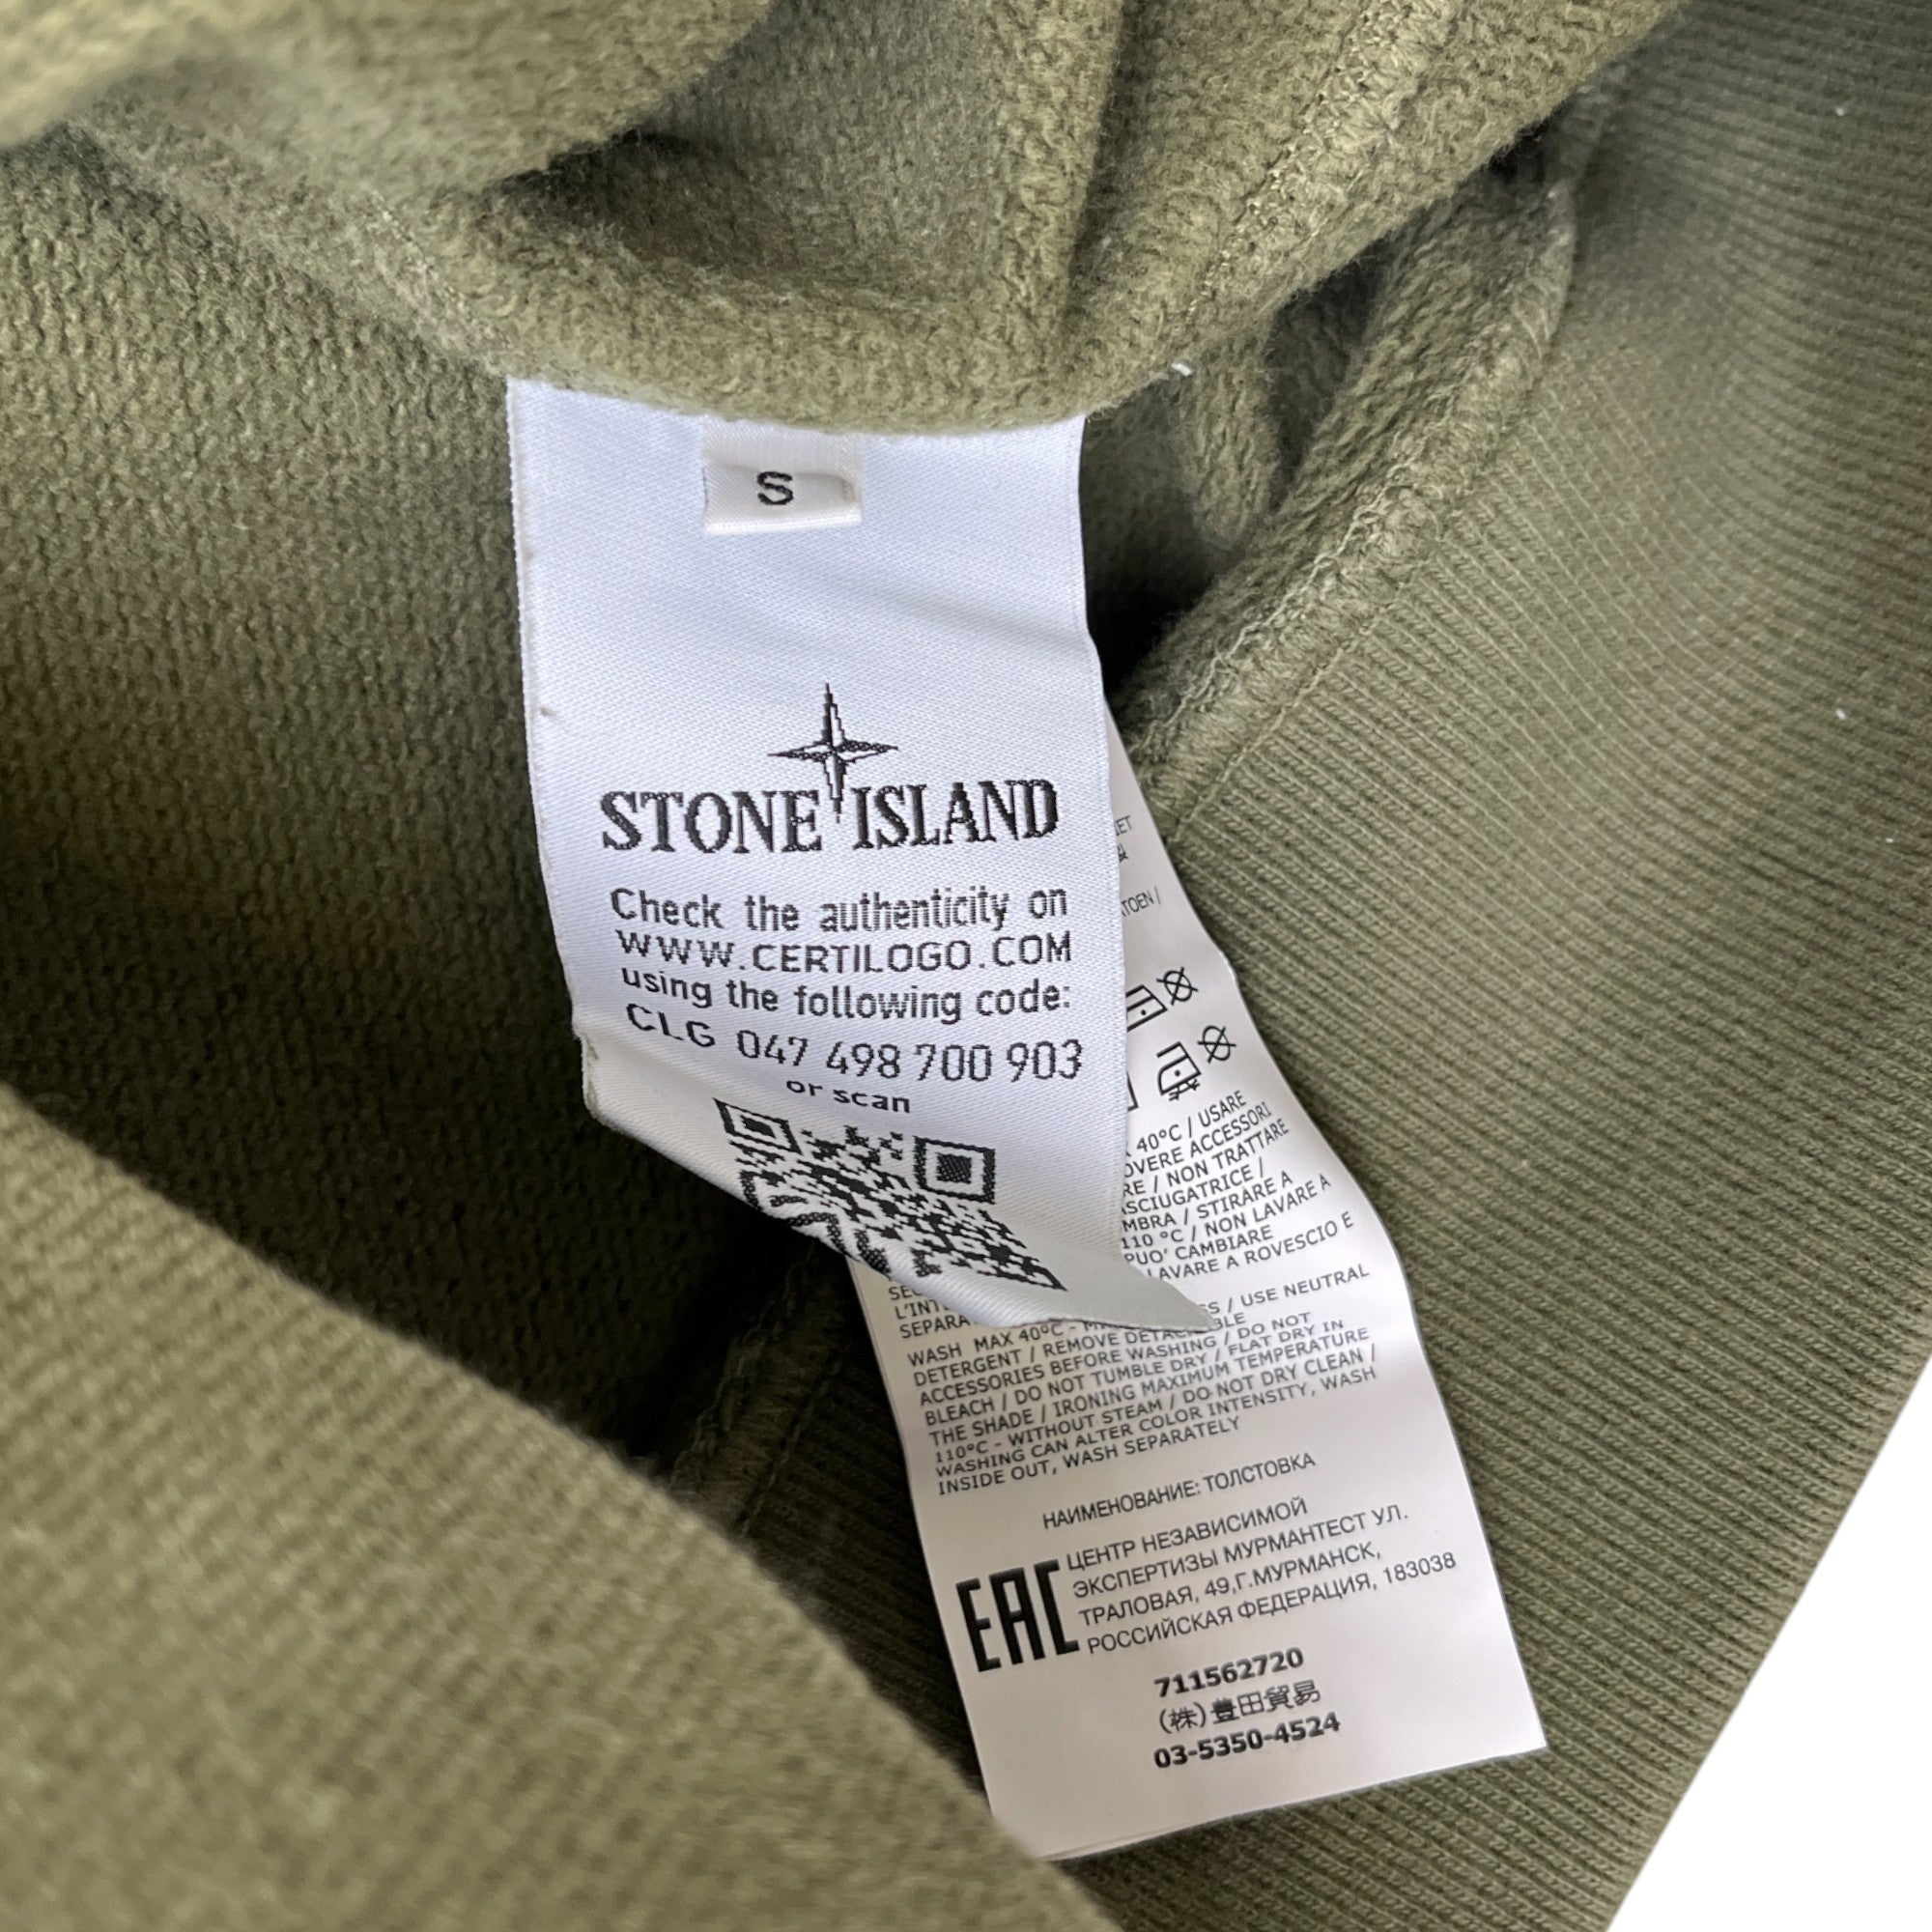 S
STONE ISLAND
Check the authenticity on
WWW.CERTILOGO.COM
using the following code:
CLG 047 498 700 903
or scan
40°C / USARE
ACCESSORI
/ NON TRATTARE
/ STIRARE A
110 °C / NON LAVARE A
PUO' CAMBIARE
LAVARE A ROVESCIO E
/ USE NEUTRAL
WASH MAX 40°C -
DETERGENT / REMOVE DETACHABLE
ACCESSORIES BEFORE WASHING / DO NOT
BLEACH / DO NOT TUMBLE DRY / FLAT DRY IN
THE SHADE / IRONING MAXIMUM TEMPERATURE
110°C - WITHOUT STEAM / DO NOT DRY CLEAN /
WASHING CAN ALTER COLOR INTENSITY, WASH
INSIDE OUT, WASH SEPARATELY
НАИМЕНОВАНИЕ: ТОЛСТОВКА
EAC
ЦЕНТР НЕЗАВИСИМОЙ
ЭКСПЕРТИЗЫ МУРМАНТЕСТ УЛ.
ТРАЛОВАЯ, 49,Г.МУРМАНСК,
РОССИЙСКАЯ ФЕДЕРАЦИЯ, 183038
711562720
(株)豊田貿易
03-5350-4524